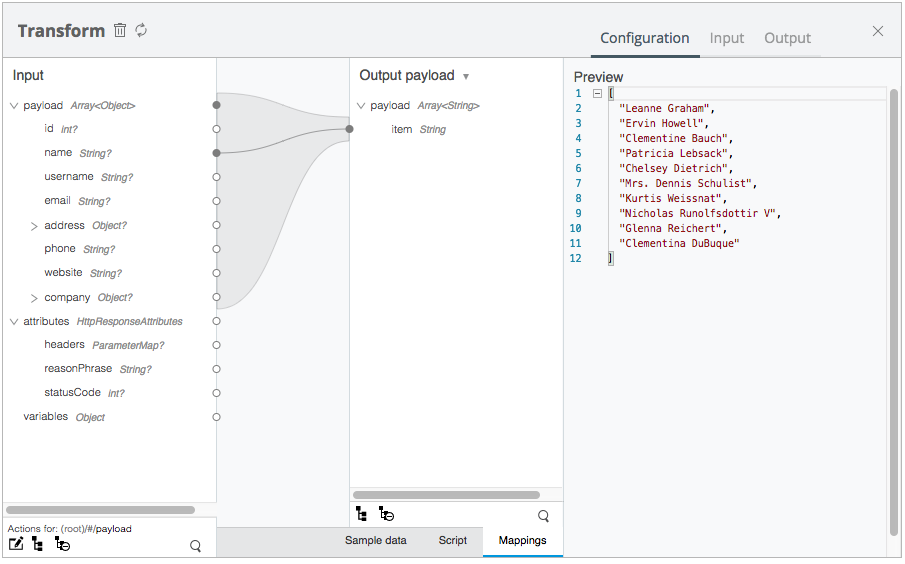 Transform
Configuration Input Output
Input
payload Array<Object>
id Int?
name String?
username String?
email String?
address Object?
phone String?
website String?
company Object?
attributes HttpResponseAttributes
headers ParameterMap?
reasonPhrase String?
statusCode Int?
variables Object
Actions for: (root)/#/payload
Output payload
payload Array<String>
item String
Sample data Script Mappings
Preview
1 [
2 "Leanne Graham",
3 "Ervin Howell",
4 "Clementine Bauch",
5 "Patricia Lebsack",
6 "Chelsey Dietrich",
7 "Mrs. Dennis Schulist",
8 "Kurtis Weissnat",
9 "Nicholas Runolfsdottir V",
10 "Glenna Reichert",
11 "Clementina DuBuque"
12 ]